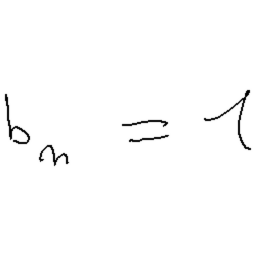 b_n = 1